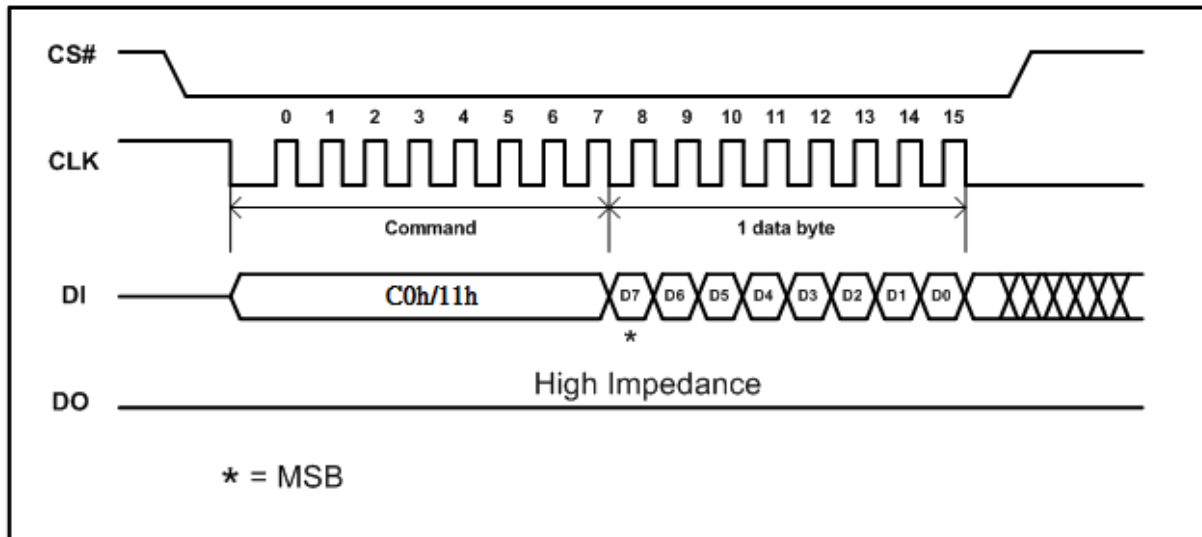 CS#
0 1 2 3 4 5 6 7 8 9 10 11 12 13 14 15
CLK
Command 1 data byte
DI C0h/11h D7 D6 D5 D4 D3 D2 D1 D0
*
High Impedance
DO
* = MSB